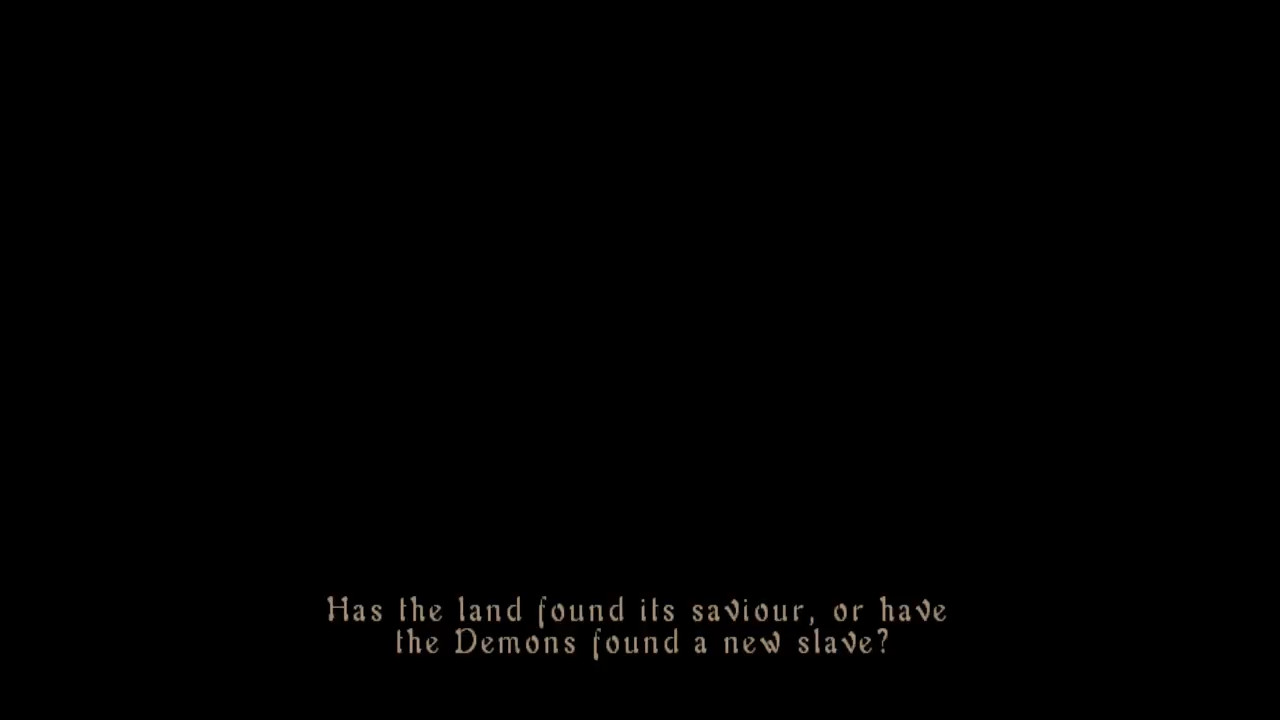 Has the land found its saviour, or have
the Demons found a new slave?